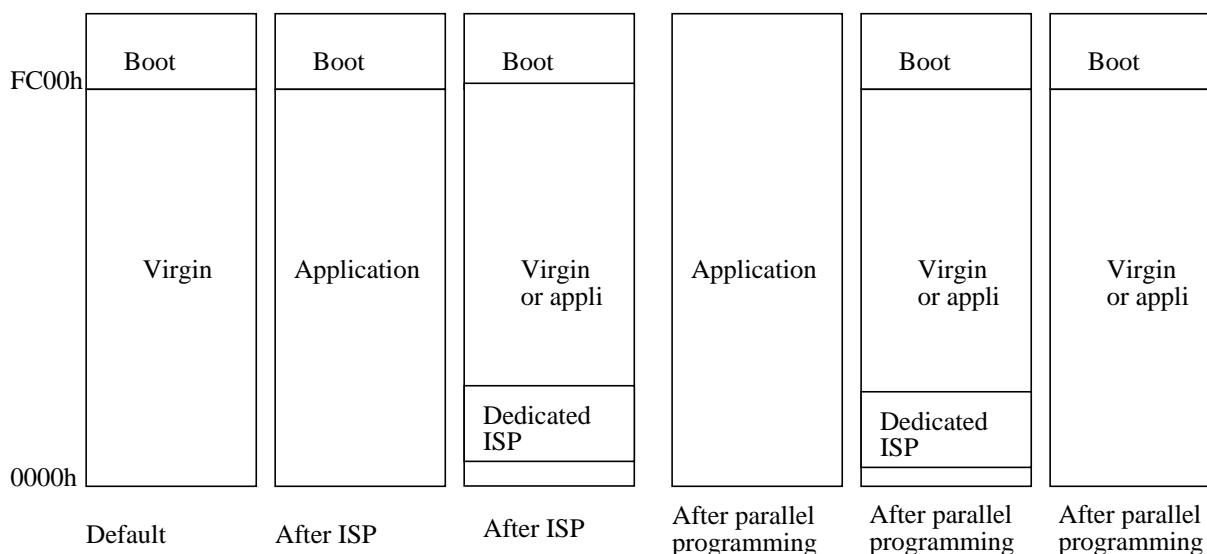 Boot
Boot
Boot
Boot
Boot
FC00h
Virgin
Application
Virgin
or appli
Application
Virgin
or appli
Virgin
or appli
Dedicated
ISP
Dedicated
ISP
0000h
Default
After ISP
After ISP
After parallel
programming
After parallel
programming
After parallel
programming